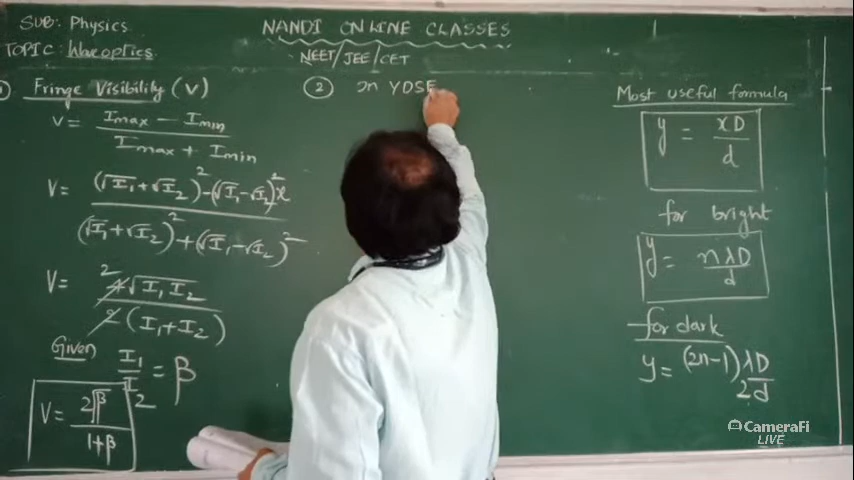 SUB: Physics
TOPIC: Waveoptics
NANDI ONLINE CLASSES
NEET/JEE/CET
1 Fringe Visibility (V)
V = (Imax − Imin) / (Imax + Imin)
V = ((√I₁+√I₂)² − (√I₁−√I₂)²) / ((√I₁+√I₂)² + (√I₁−√I₂)²)
V = 2 4√I₁I₂ / 2(I₁+I₂)
Given
I₁/I₂ = β
V = 2√β / (1+β)
2 In YDSE
Most useful formula
y = xD/d
for bright
y = nλD/d
for dark
y = (2n−1) λD/2d
CameraFi
LIVE